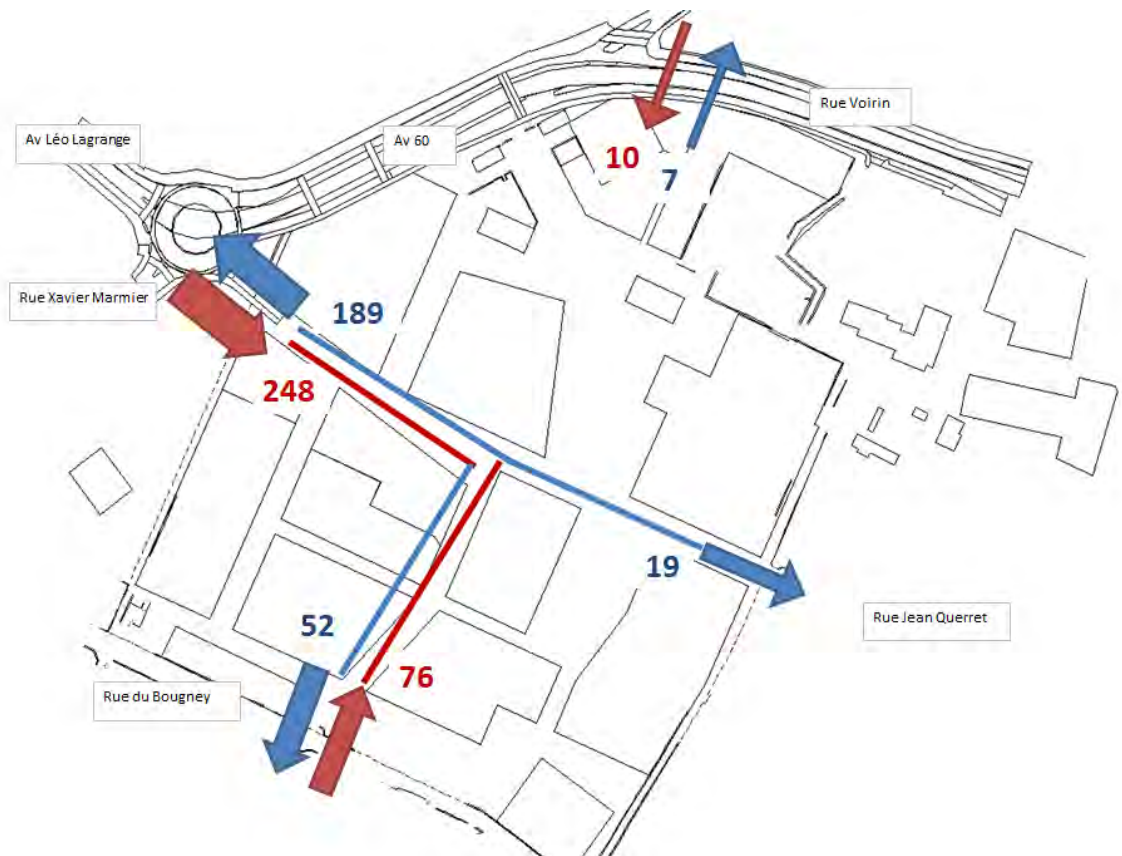 Rue Voirin
Av Léo Lagrange
Av 60
10
7
Rue Xavier Marmier
189
248
19
Rue Jean Querret
52
76
Rue du Bougney